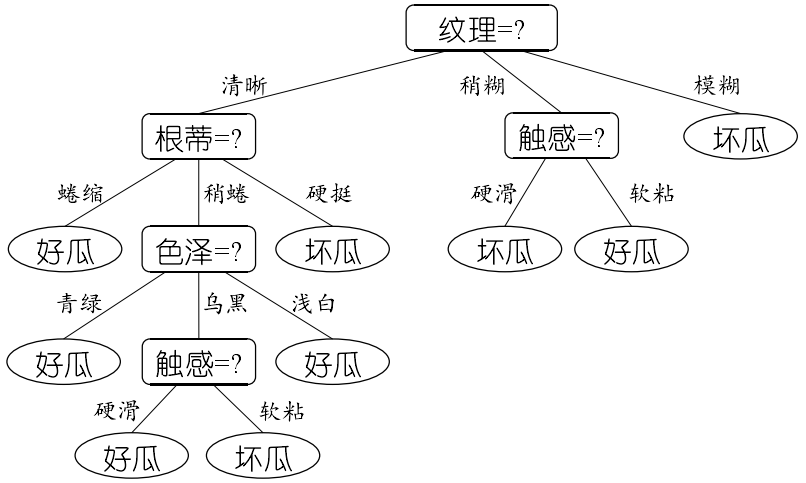 纹理=?
清晰 稍糊 模糊
根蒂=? 触感=? 坏瓜
蜷缩 稍蜷 硬挺 硬滑 软粘
好瓜 色泽=? 坏瓜 坏瓜 好瓜
青绿 乌黑 浅白
好瓜 触感=? 好瓜
硬滑 软粘
好瓜 坏瓜